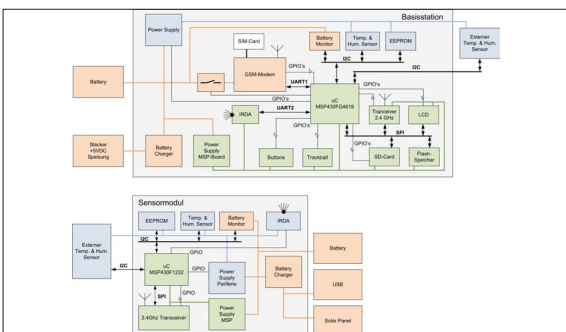 Basisstation
Power Supply
SIM-Card
Battery
Monitor
Temp. &
Hum. Sensor
EEPROM
Externer
Temp. & Hum.
Sensor
I2C
I2C
GPIO's
GSM-Modem
UART1
GPIO's
GPIO's
Battery
uC
MSP430FG4619
Tranceiver
2.4 GHz
LCD
IRDA
UART2
GPIO's
SPI
GPIO's
Stecker
+5VDC
Speisung
Battery
Charger
Power
Supply
MSP-Board
Buttons
Trackball
SD-Card
Flash-
Speicher
Sensormodul
EEPROM
Temp. &
Hum. Sensor
Battery
Monitor
IRDA
I2C
Externer
Temp. & Hum.
Sensor
GPIO
I2C
uC
MSP430F1232
GPIO
Power
Supply
Periferie
Battery
Charger
Battery
USB
Solar Panel
SPI
GPIO
2.4Ghz Transceiver
Power
Supply
MSP